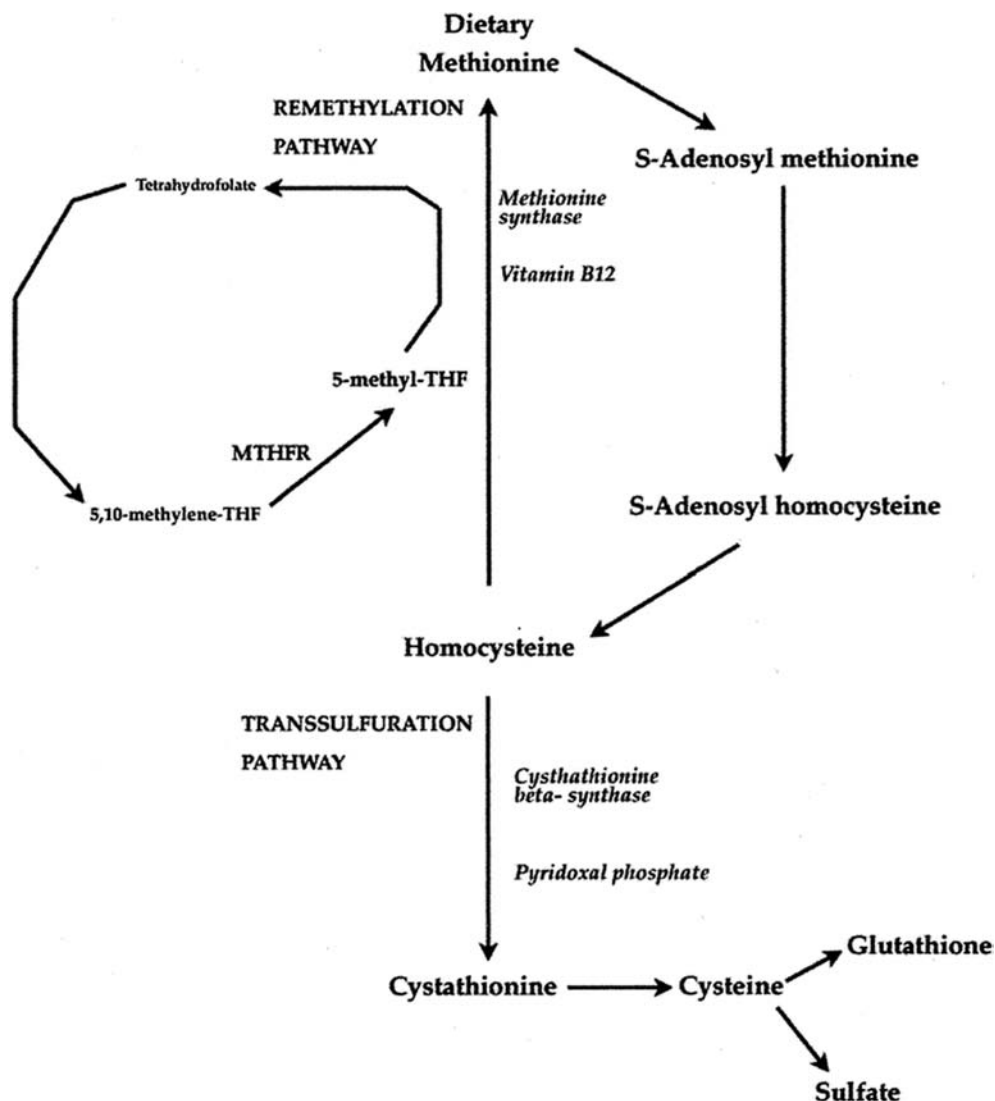 Dietary
Methionine
REMETHYLATION
PATHWAY
S-Adenosyl methionine
Tetrahydrofolate
Methionine
synthase
Vitamin B12
5-methyl-THF
MTHFR
5,10-methylene-THF
S-Adenosyl homocysteine
Homocysteine
TRANSSULFURATION
PATHWAY
Cysthathionine
beta- synthase
Pyridoxal phosphate
Glutathione
Cystathionine
Cysteine
Sulfate